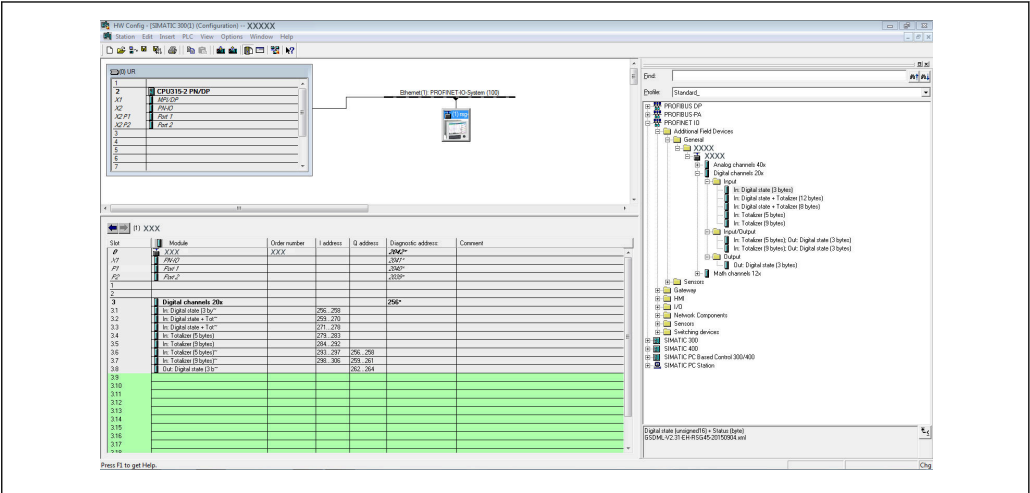 HW Config - [SIMATIC 300(1) (Configuration) -- XXXXX
Station Edit Insert PLC View Options Window Help
(0) UR
1
2 CPU315-2 PN/DP
X1 MPI/DP
X2 PN-IO
X2 P1 Port 1
X2 P2 Port 2
3
4
5
6
7
Ethernet(1): PROFINET-IO-System (100)
(1) rsg
(1) XXX
Slot Module Order number I address Q address Diagnostic address: Comment
0 XXX XXX 2042*
X1 PN-IO 2041*
P1 Port 1 2040*
P2 Port 2 2039*
1
2
3 Digital channels 20x 256*
3.1 In: Digital state (3 by~ 256...258
3.2 In: Digital state + Tot~ 259...270
3.3 In: Digital state + Tot~ 271...278
3.4 In: Totalizer (5 bytes) 279...283
3.5 In: Totalizer (9 bytes) 284...292
3.6 In: Totalizer (5 bytes)~ 293...297 256...258
3.7 In: Totalizer (9 bytes)~ 298...306 259...261
3.8 Out: Digital state (3 b~ 262...264
3.9
3.10
3.11
3.12
3.13
3.14
3.15
3.16
3.17
3.18
Find:
Profile: Standard_
PROFIBUS DP
PROFIBUS-PA
PROFINET IO
Additional Field Devices
General
XXXX
XXXX
Analog channels 40x
Digital channels 20x
Input
In: Digital state (3 bytes)
In: Digital state + Totalizer (12 bytes)
In: Digital state + Totalizer (8 bytes)
In: Totalizer (5 bytes)
In: Totalizer (9 bytes)
Input/Output
In: Totalizer (5 bytes); Out: Digital state (3 bytes)
In: Totalizer (9 bytes); Out: Digital state (3 bytes)
Output
Out: Digital state (3 bytes)
Math channels 12x
Sensors
Gateway
HMI
I/O
Network Components
Sensors
Switching devices
SIMATIC 300
SIMATIC 400
SIMATIC PC Based Control 300/400
SIMATIC PC Station
Digital state (unsigned16) + Status (byte)
GSDML-V2.31-EH-RSG45-20150904.xml
Press F1 to get Help.
Chg